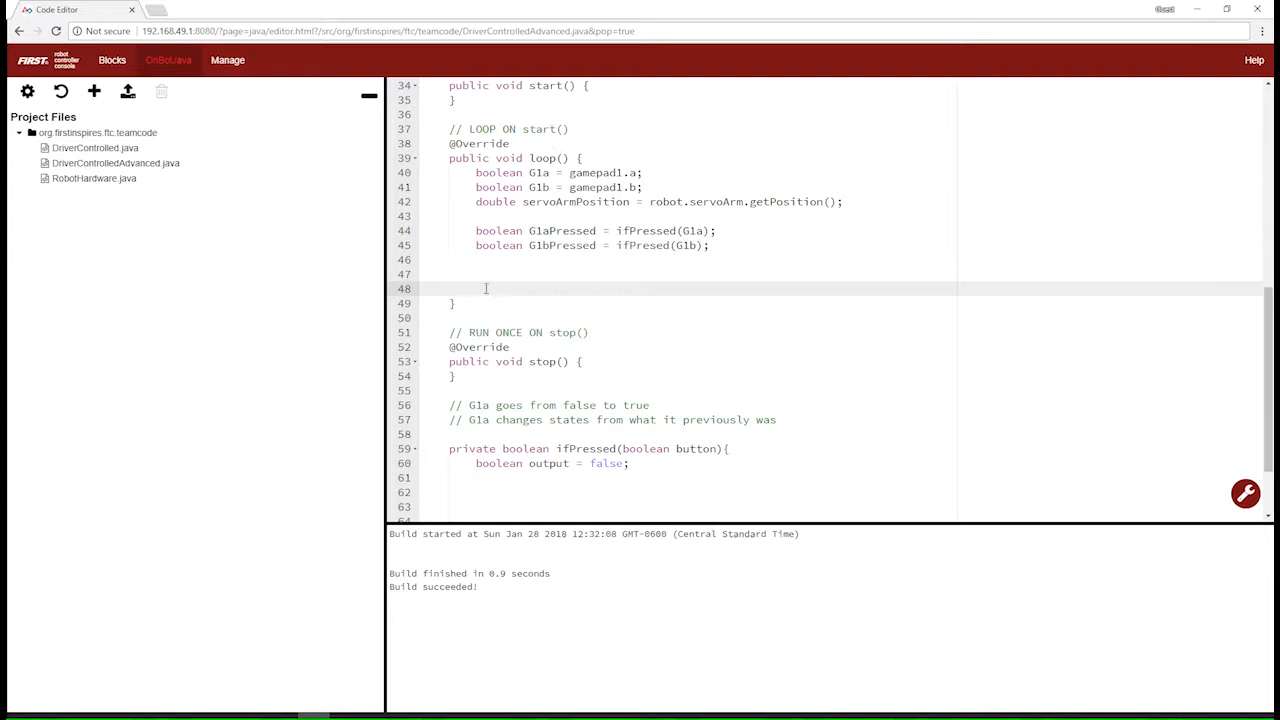 Code Editor
Guest
Not secure | 192.168.49.1:8080/?page=java/editor.html?/src/org/firstinspires/ftc/teamcode/DriverControlledAdvanced.java&pop=true
FIRST. robot controller console
Blocks
OnBotJava
Manage
Help
Project Files
org.firstinspires.ftc.teamcode
DriverControlled.java
DriverControlledAdvanced.java
RobotHardware.java
34 public void start() {
35 }
36
37 // LOOP ON start()
38 @Override
39 public void loop() {
40 boolean G1a = gamepad1.a;
41 boolean G1b = gamepad1.b;
42 double servoArmPosition = robot.servoArm.getPosition();
43
44 boolean G1aPressed = ifPressed(G1a);
45 boolean G1bPressed = ifPresed(G1b);
46
47
48
49 }
50
51 // RUN ONCE ON stop()
52 @Override
53 public void stop() {
54 }
55
56 // G1a goes from false to true
57 // G1a changes states from what it previously was
58
59 private boolean ifPressed(boolean button){
60 boolean output = false;
61
62
63
64
Build started at Sun Jan 28 2018 12:32:08 GMT-0600 (Central Standard Time)
Build finished in 0.9 seconds
Build succeeded!